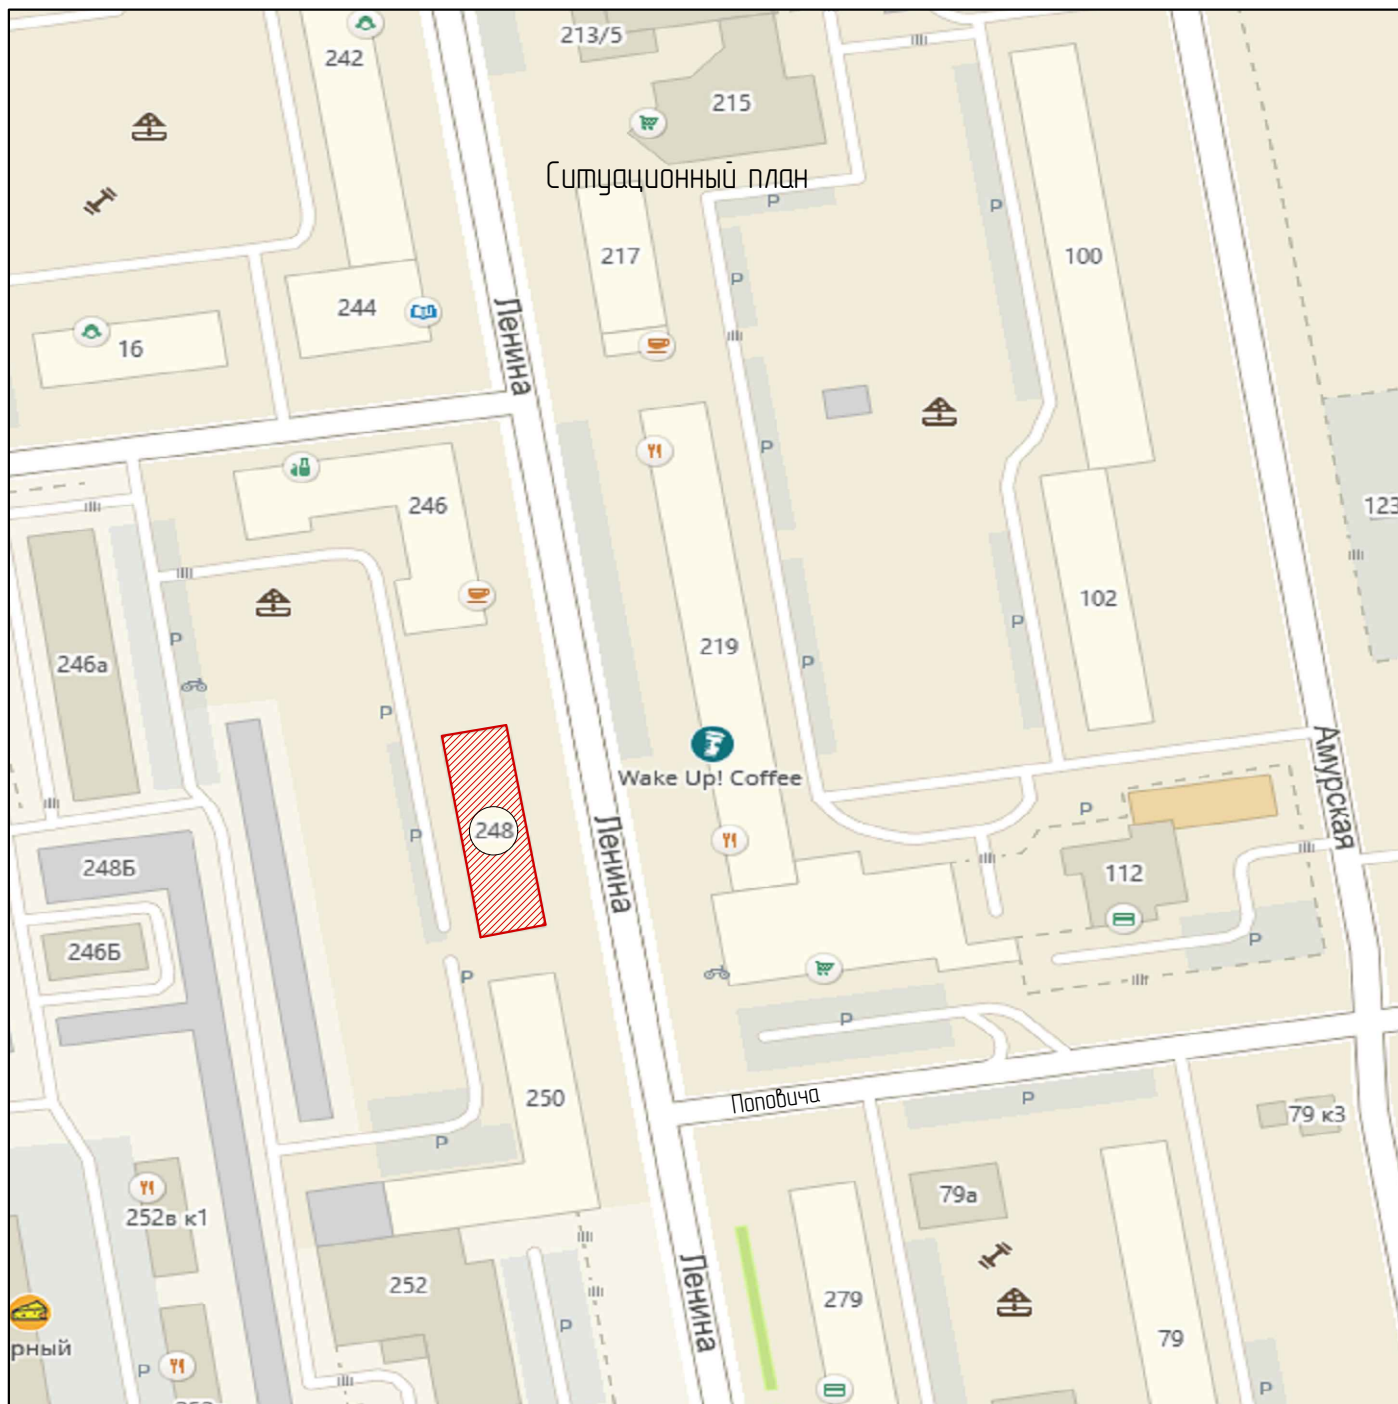 213/5
242
215
Ситуационный план
P
P
217
100
P
244
Ленина
16
P
246
123
102
P
219
246а
P
P
P
Wake Up! Coffee
Амурская
P
P
248
Ленина
248Б
112
246Б
P
P
P
250
Поповича
P
79 к3
P
79а
252в к1
Ленина
252
279
P
79
рный
P
P